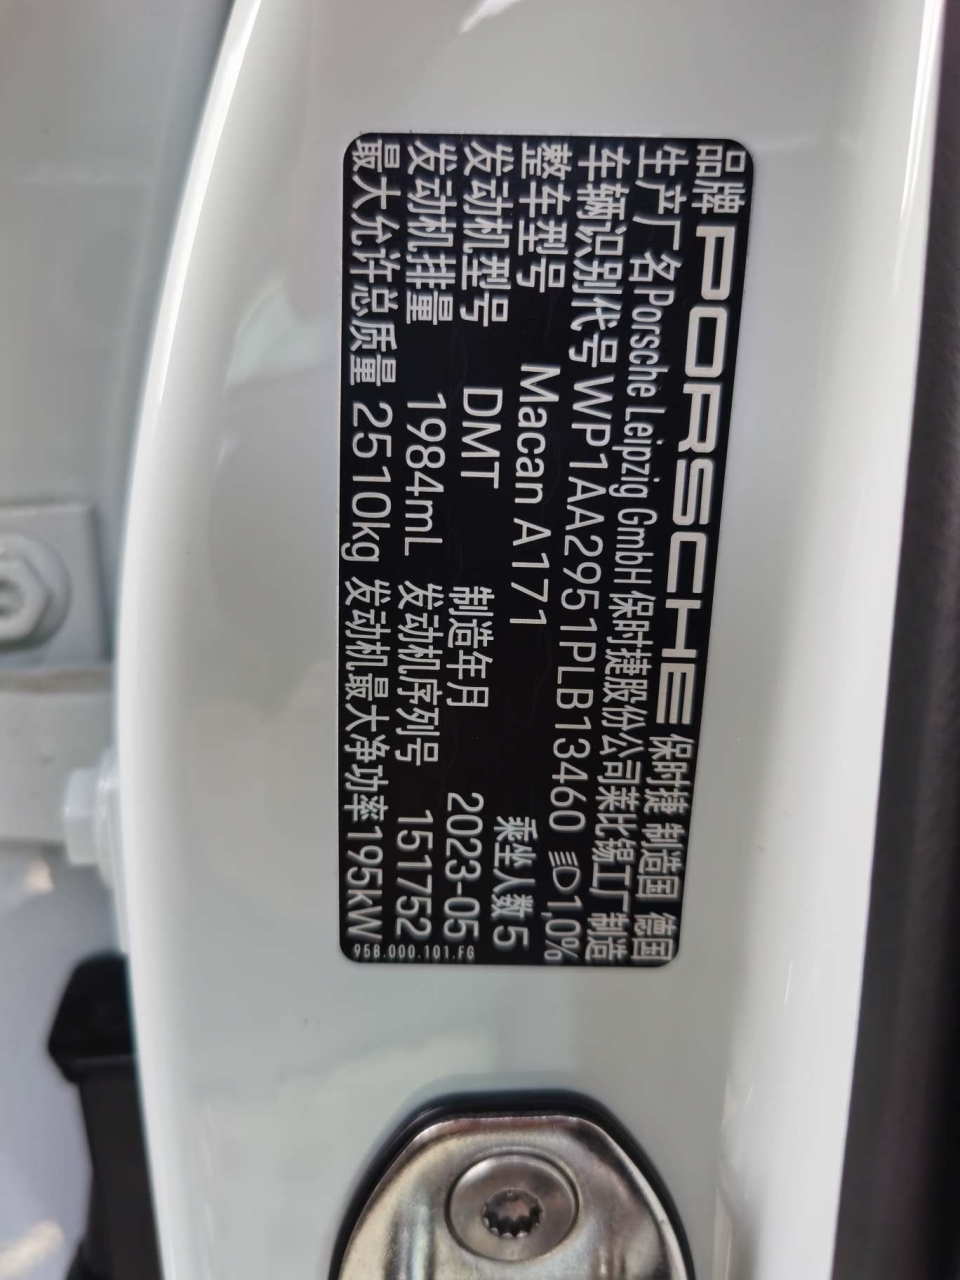 品牌 PORSCHE 保时捷 制造国 德国
生产厂名Porsche Leipzig GmbH 保时捷股份公司莱比锡工厂制造
车辆识别代号 WP1AA2951PLB13460 1,0%
整车型号 Macan A171 乘坐人数 5
发动机型号 DMT 制造年月 2023-05
发动机排量 1984mL 发动机序列号 151752
最大允许总质量 2510kg 发动机最大净功率195kW
958.000.101.FG